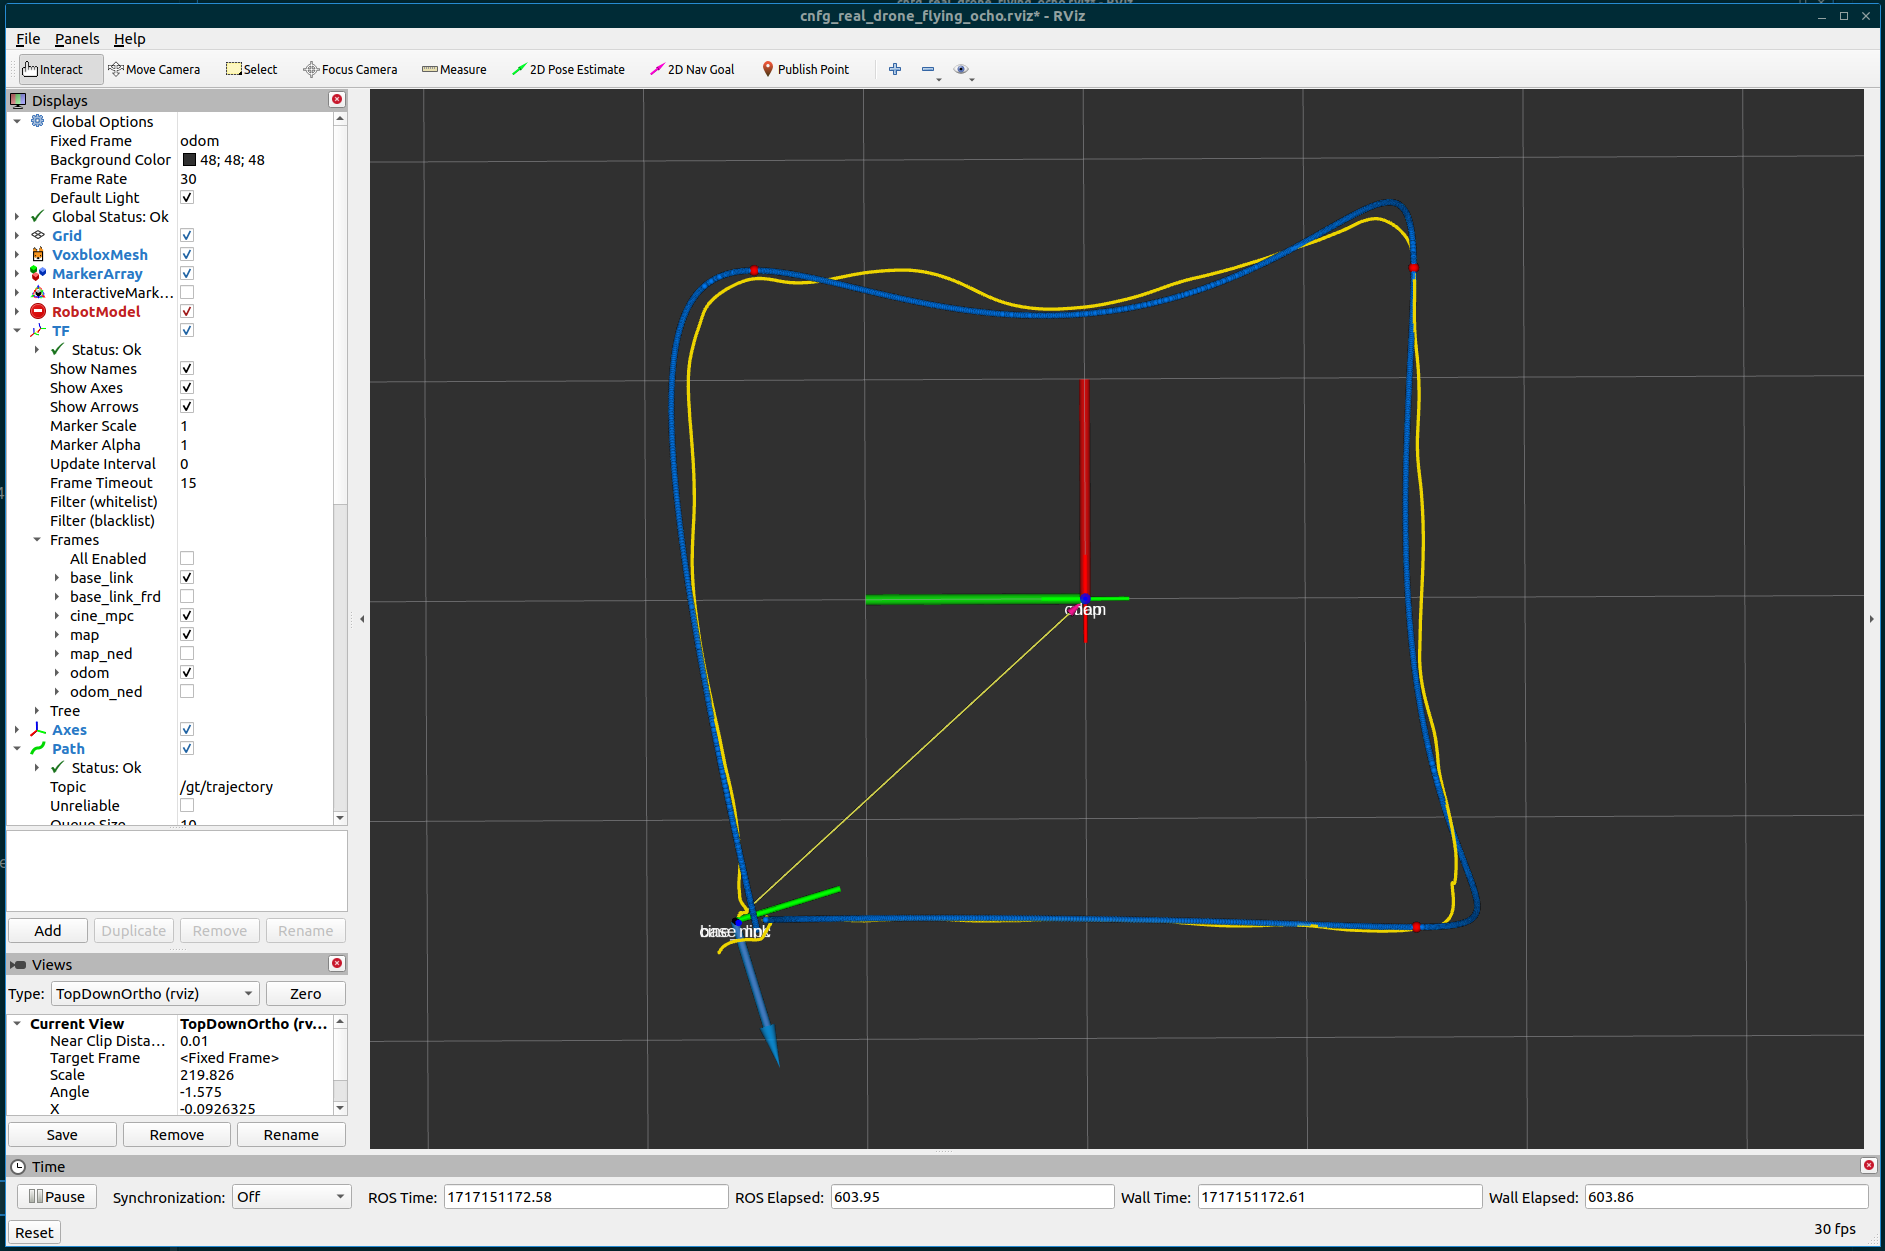 cnfg_real_drone_flying_ocho.rviz* - RViz
File Panels Help
Interact Move Camera Select Focus Camera Measure 2D Pose Estimate 2D Nav Goal Publish Point
Displays
Global Options
Fixed Frame odom
Background Color 48; 48; 48
Frame Rate 30
Default Light
Global Status: Ok
Grid
VoxbloxMesh
MarkerArray
InteractiveMark...
RobotModel
TF
Status: Ok
Show Names
Show Axes
Show Arrows
Marker Scale 1
Marker Alpha 1
Update Interval 0
Frame Timeout 15
Filter (whitelist)
Filter (blacklist)
Frames
All Enabled
base_link
base_link_frd
cine_mpc
map
map_ned
odom
odom_ned
Tree
Axes
Path
Status: Ok
Topic /gt/trajectory
Unreliable
Queue Size 10
Add Duplicate Remove Rename
Views
Type: TopDownOrtho (rviz) Zero
Current View TopDownOrtho (rv...
Near Clip Dista... 0.01
Target Frame <Fixed Frame>
Scale 219.826
Angle -1.575
X -0.0926325
Save Remove Rename
Time
Pause Synchronization: Off ROS Time: 1717151172.58 ROS Elapsed: 603.95 Wall Time: 1717151172.61 Wall Elapsed: 603.86
Reset 30 fps